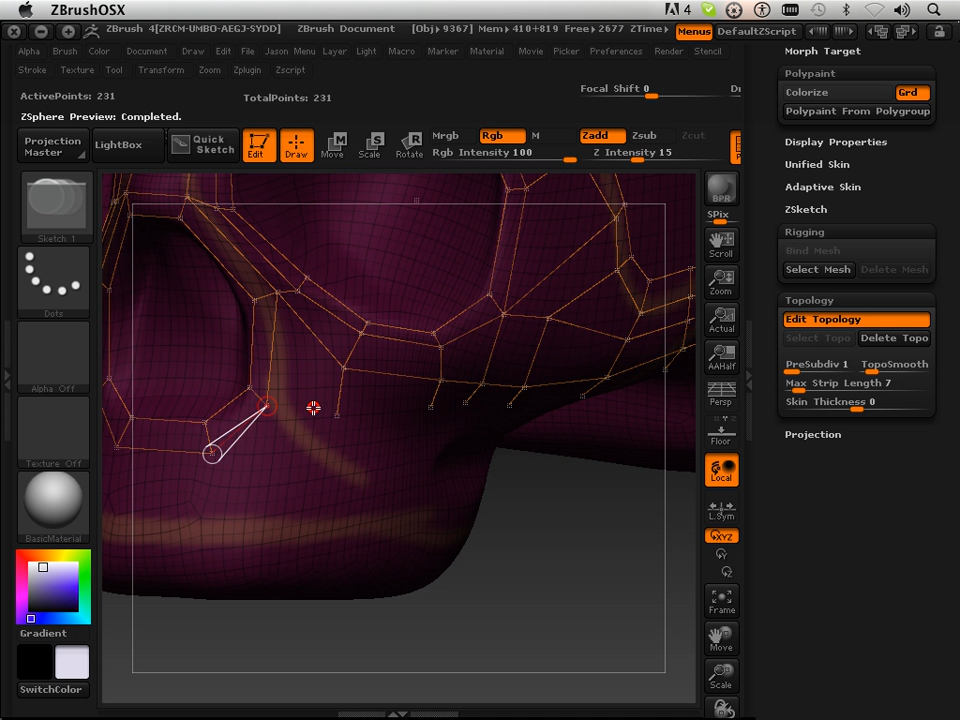 ZBrushOSX
4
ZBrush 4[ZRCM-UMBO-AEGJ-SYDD]
ZBrush Document
[Obj> 9367] Mem> 410+819 Free> 2677 ZTime>
Menus
DefaultZScript
Alpha Brush Color Document Draw Edit File Jason Menu Layer Light Macro Marker Material Movie Picker Preferences Render Stencil
Stroke Texture Tool Transform Zoom Zplugin Zscript
ActivePoints: 231
TotalPoints: 231
Focal Shift 0
ZSphere Preview: Completed.
Projection Master
LightBox
Quick Sketch
Edit
Draw
Move
Scale
Rotate
Mrgb
Rgb
M
Zadd
Zsub
Zcut
Rgb Intensity 100
Z Intensity 15
Sketch 1
Dots
Alpha Off
Texture Off
BasicMaterial
Gradient
SwitchColor
BPR
SPix
Scroll
Zoom
Actual
AAHalf
Persp
Floor
Local
L.Sym
XYZ
Y
Z
Frame
Move
Scale
Morph Target
Polypaint
Colorize
Grd
Polypaint From Polygroup
Display Properties
Unified Skin
Adaptive Skin
ZSketch
Rigging
Bind Mesh
Select Mesh
Delete Mesh
Topology
Edit Topology
Select Topo
Delete Topo
PreSubdiv 1
TopoSmooth
Max Strip Length 7
Skin Thickness 0
Projection